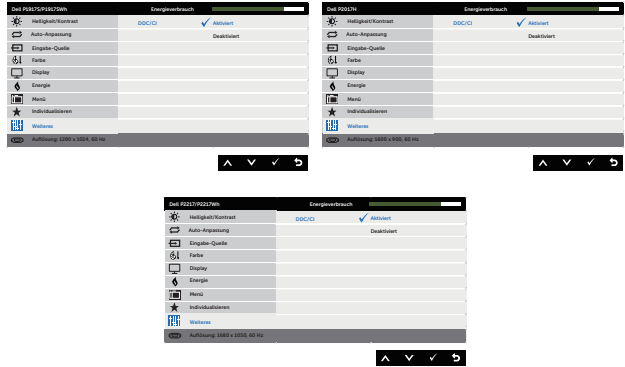 Dell P1917S/P1917SWh Energieverbrauch
Helligkeit/Kontrast DDC/CI Aktiviert
Auto-Anpassung Deaktiviert
Eingabe-Quelle
Farbe
Display
Energie
Menü
Individualisieren
Weiteres
Auflösung: 1280 x 1024, 60 Hz
Dell P2017H Energieverbrauch
Helligkeit/Kontrast DDC/CI Aktiviert
Auto-Anpassung Deaktiviert
Eingabe-Quelle
Farbe
Display
Energie
Menü
Individualisieren
Weiteres
Auflösung: 1600 x 900, 60 Hz
Dell P2217/P2217Wh Energieverbrauch
Helligkeit/Kontrast DDC/CI Aktiviert
Auto-Anpassung Deaktiviert
Eingabe-Quelle
Farbe
Display
Energie
Menü
Individualisieren
Weiteres
Auflösung: 1680 x 1050, 60 Hz